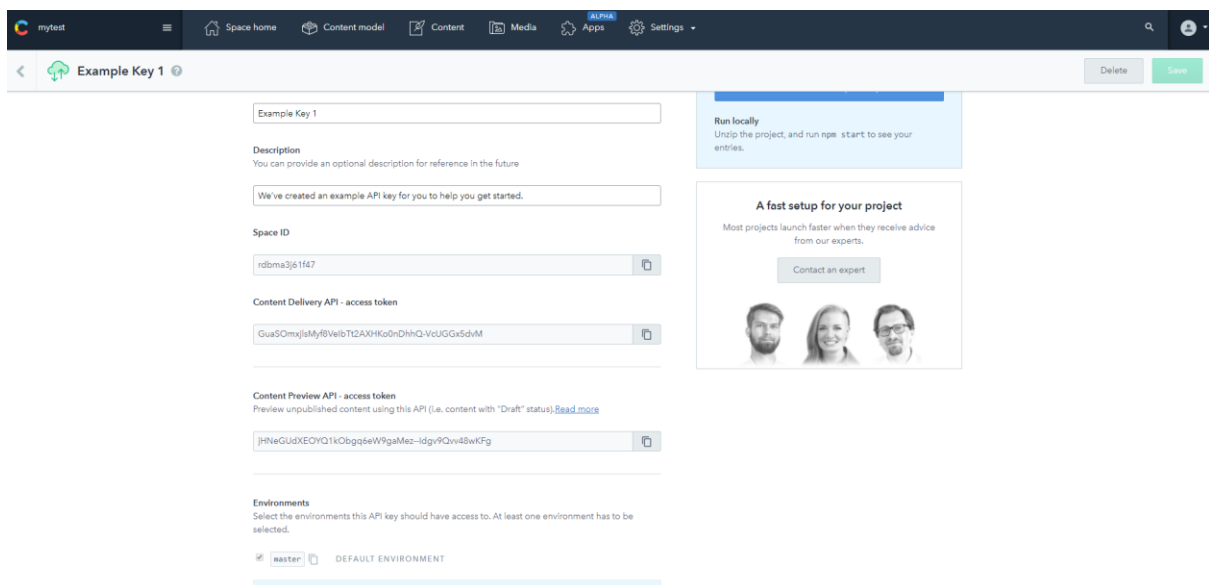 mytest
Space home
Content model
Content
Media
ALPHA
Apps
Settings
Example Key 1
Delete
Save
Example Key 1
Description
You can provide an optional description for reference in the future
We've created an example API key for you to help you get started.
Space ID
rdbma3j61f47
Content Delivery API - access token
Content Preview API - access token
Preview unpublished content using this API (i.e. content with "Draft" status).Read more
Environments
Select the environments this API key should have access to. At least one environment has to be
selected.
master
DEFAULT ENVIRONMENT
Run locally
Unzip the project, and run npm start to see your
entries.
A fast setup for your project
Most projects launch faster when they receive advice
from our experts.
Contact an expert